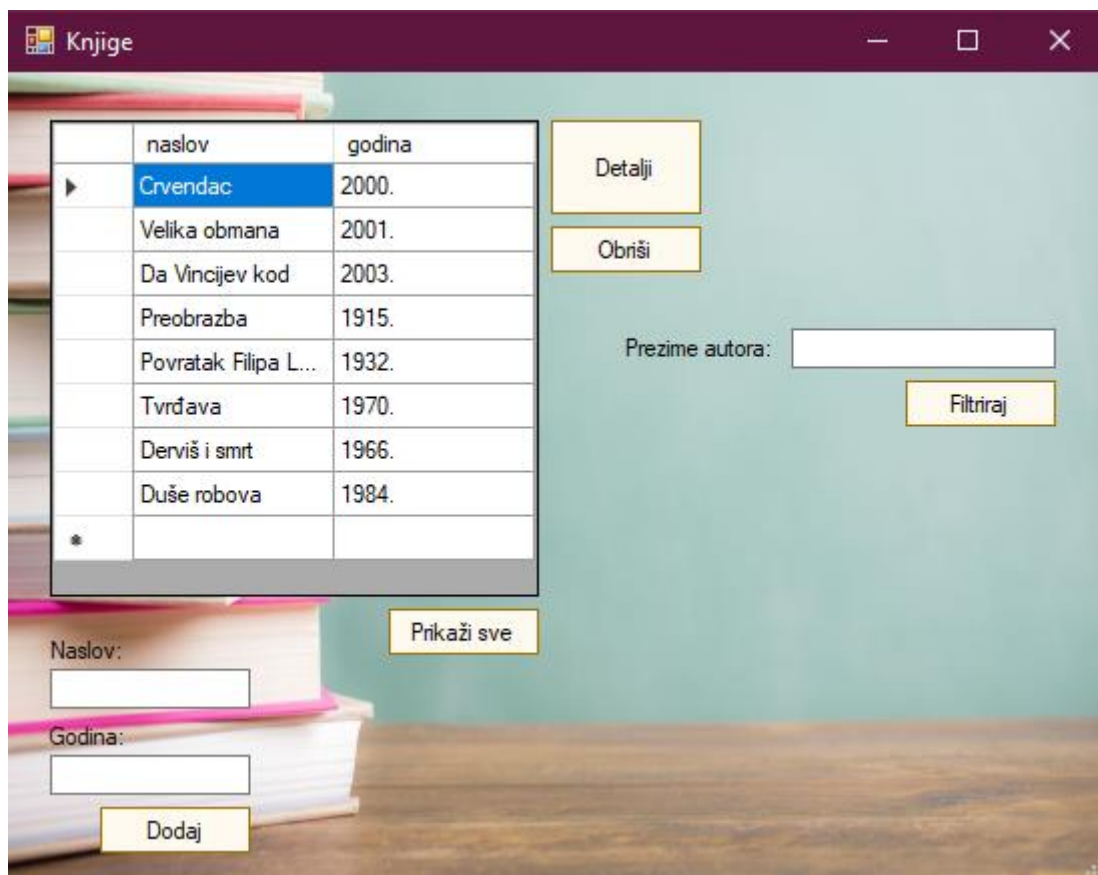 Knjige
naslov godina
Crvendac 2000.
Velika obmana 2001.
Da Vincijev kod 2003.
Preobrazba 1915.
Povratak Filipa L... 1932.
Tvrđava 1970.
Derviš i smrt 1966.
Duše robova 1984.
Detalji
Obriši
Prezime autora:
Filtriraj
Prikaži sve
Naslov:
Godina:
Dodaj